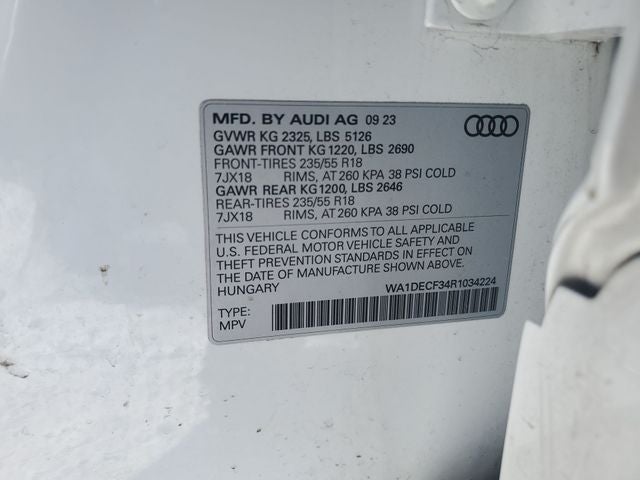 MFD. BY AUDI AG 09 23
GVWR KG 2325, LBS 5126
GAWR FRONT KG 1220, LBS 2690
FRONT-TIRES 235/55 R18
7JX18 RIMS, AT 260 KPA 38 PSI COLD
GAWR REAR KG 1200, LBS 2646
REAR-TIRES 235/55 R18
7JX18 RIMS, AT 260 KPA 38 PSI COLD
THIS VEHICLE CONFORMS TO ALL APPLICABLE
U.S. FEDERAL MOTOR VEHICLE SAFETY AND
THEFT PREVENTION STANDARDS IN EFFECT ON
THE DATE OF MANUFACTURE SHOWN ABOVE.
HUNGARY WA1DECF34R1034224
TYPE:
MPV